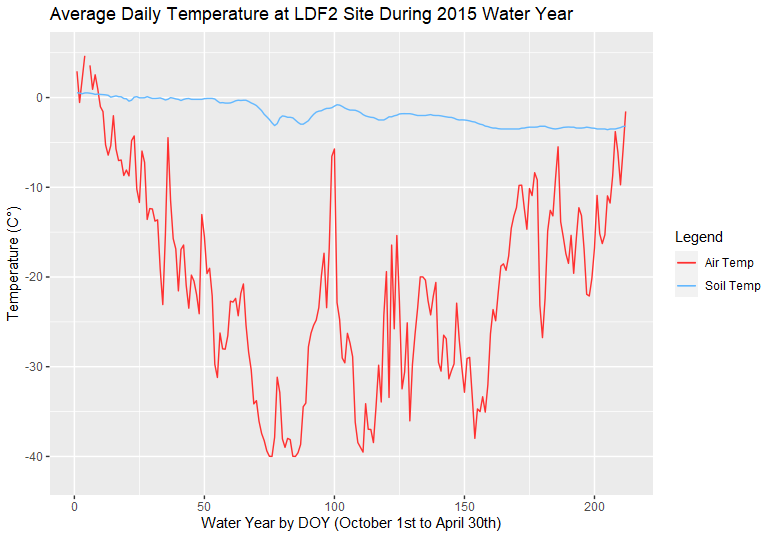 Average Daily Temperature at LDF2 Site During 2015 Water Year
Temperature (C°)
0
-10
-20
-30
-40
0
50
100
150
200
Water Year by DOY (October 1st to April 30th)
Legend
Air Temp
Soil Temp